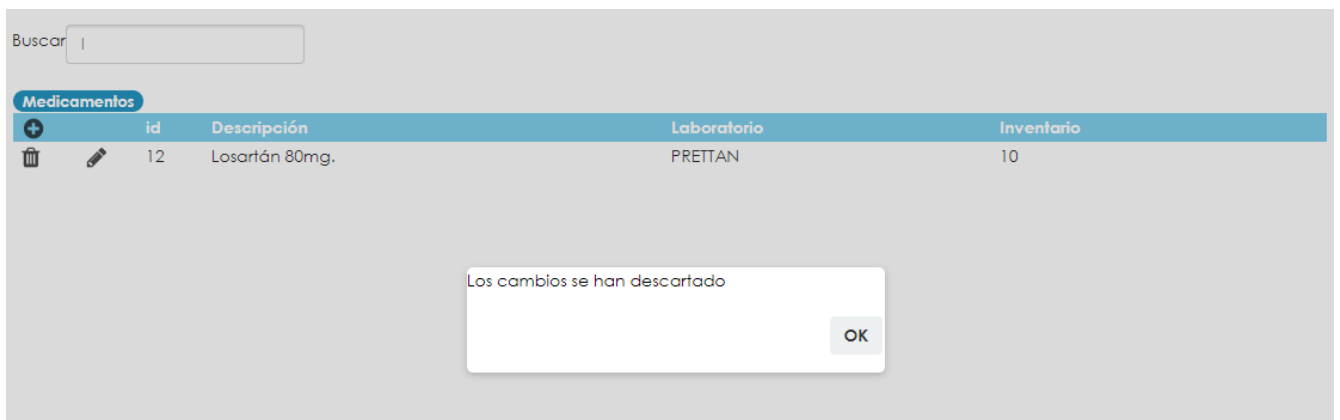 Buscar
Medicamentos
id Descripción Laboratorio Inventario
12 Losartán 80mg. PRETTAN 10
Los cambios se han descartado
OK